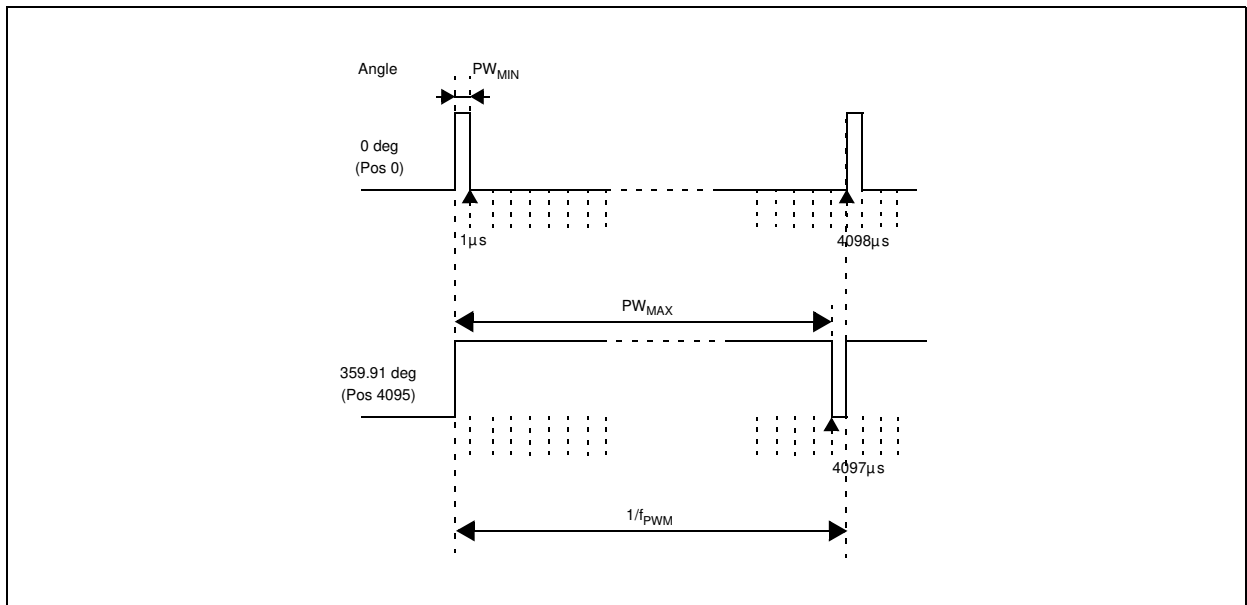 Angle
PWMIN
0 deg
(Pos 0)
1µs
4098µs
PWMAX
359.91 deg
(Pos 4095)
4097µs
1/fPWM